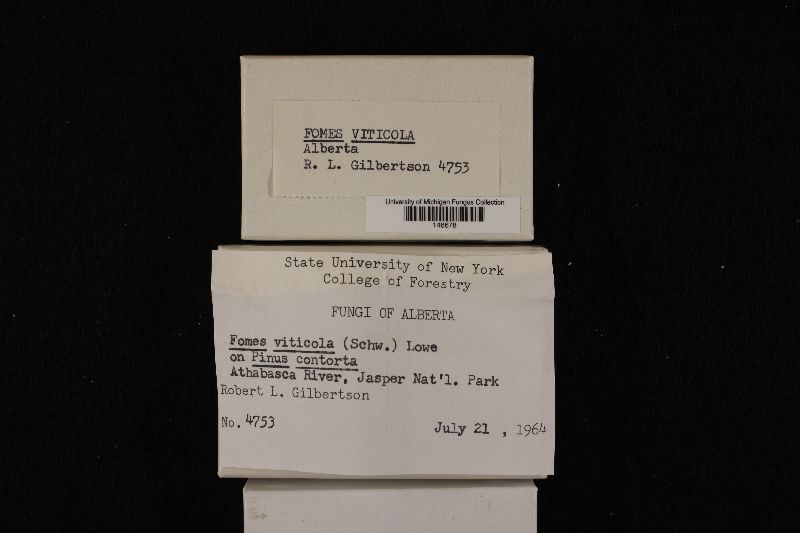 FOMES VITICOLA
Alberta
R. L. Gilbertson 4753
University of Michigan Fungus Collection
146678
State University of New York
College of Forestry
FUNGI OF ALBERTA
Fomes viticola (Schw.) Lowe
on Pinus contorta
Athabasca River, Jasper Nat'l. Park
Robert L. Gilbertson
No. 4753
July 21 , 1964